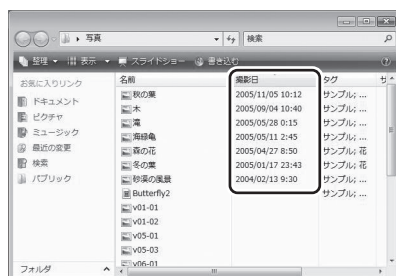 写真 検索
整理 表示 スライドショー 書き込む
お気に入りリンク
ドキュメント
ピクチャ
ミュージック
最近の変更
検索
パブリック
フォルダ
名前 撮影日 タグ サ
秋の葉 2005/11/05 10:12 サンプル; ...
木 2005/09/04 10:40 サンプル; ...
滝 2005/05/28 0:15 サンプル; ...
海緑亀 2005/05/11 2:45 サンプル; ...
森の花 2005/04/27 8:50 サンプル; 花
冬の葉 2005/01/17 23:43 サンプル; 花
砂漠の風景 2004/02/13 9:30 サンプル; ...
Butterfly2
v01-01
v01-02
v05-01
v05-03
v06-01